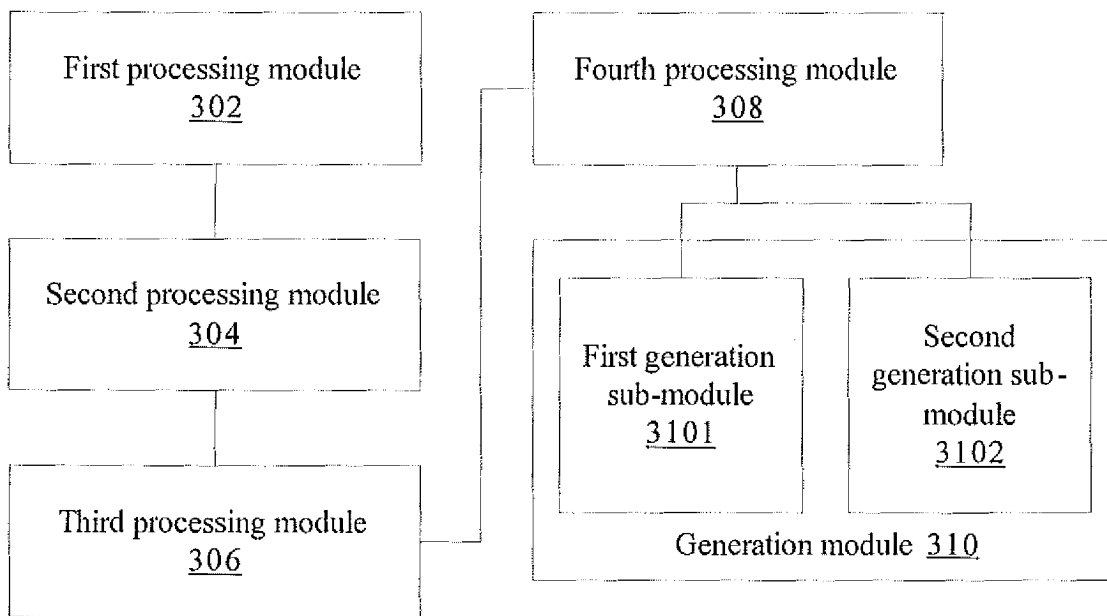 First processing module
302
Second processing module
304
Third processing module
306
Fourth processing module
308
First generation
sub-module
3101
Second
generation sub-
module
3102
Generation module 310